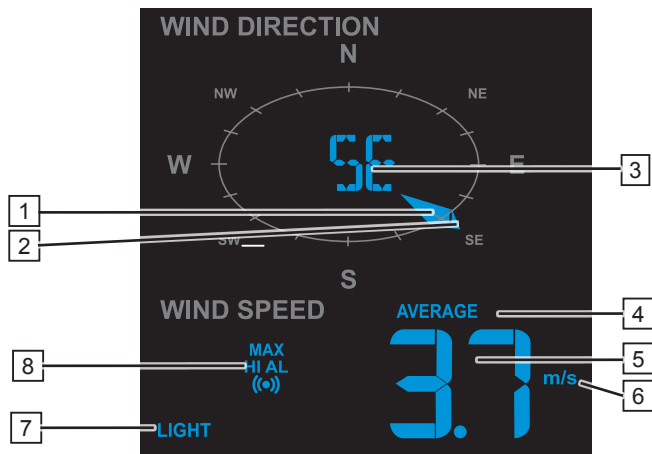 WIND DIRECTION
N
NW NE
SE
W E
3
1
2
SW SE
S
WIND SPEED
AVERAGE
4
MAX
HI AL
8
3.7
5
m/s
6
7
LIGHT